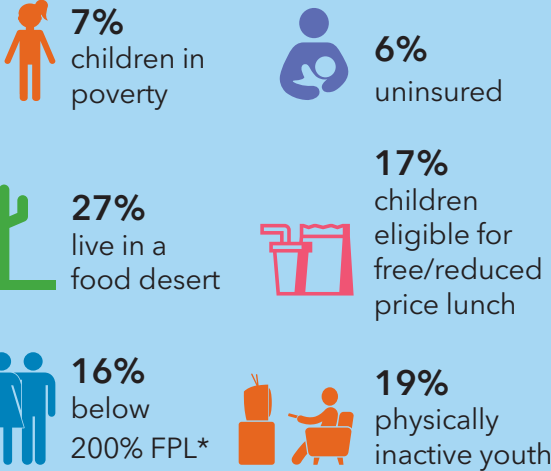 7%
children in
poverty
6%
uninsured
27%
live in a
food desert
17%
children
eligible for
free/reduced
price lunch
16%
below
200% FPL*
19%
physically
inactive youth